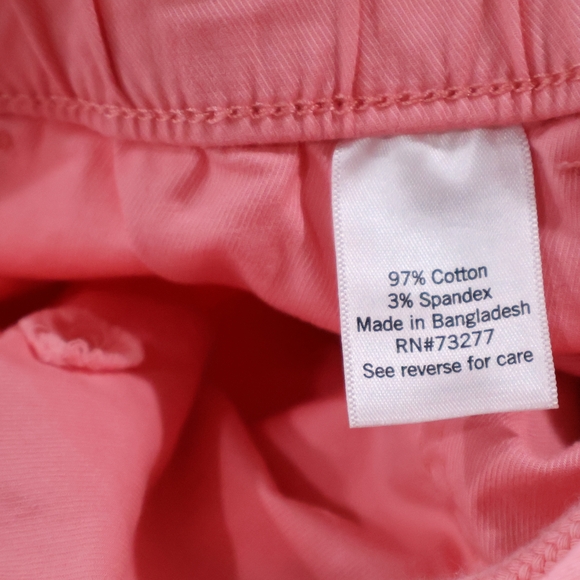 97% Cotton
3% Spandex
Made in Bangladesh
RN#73277
See reverse for care